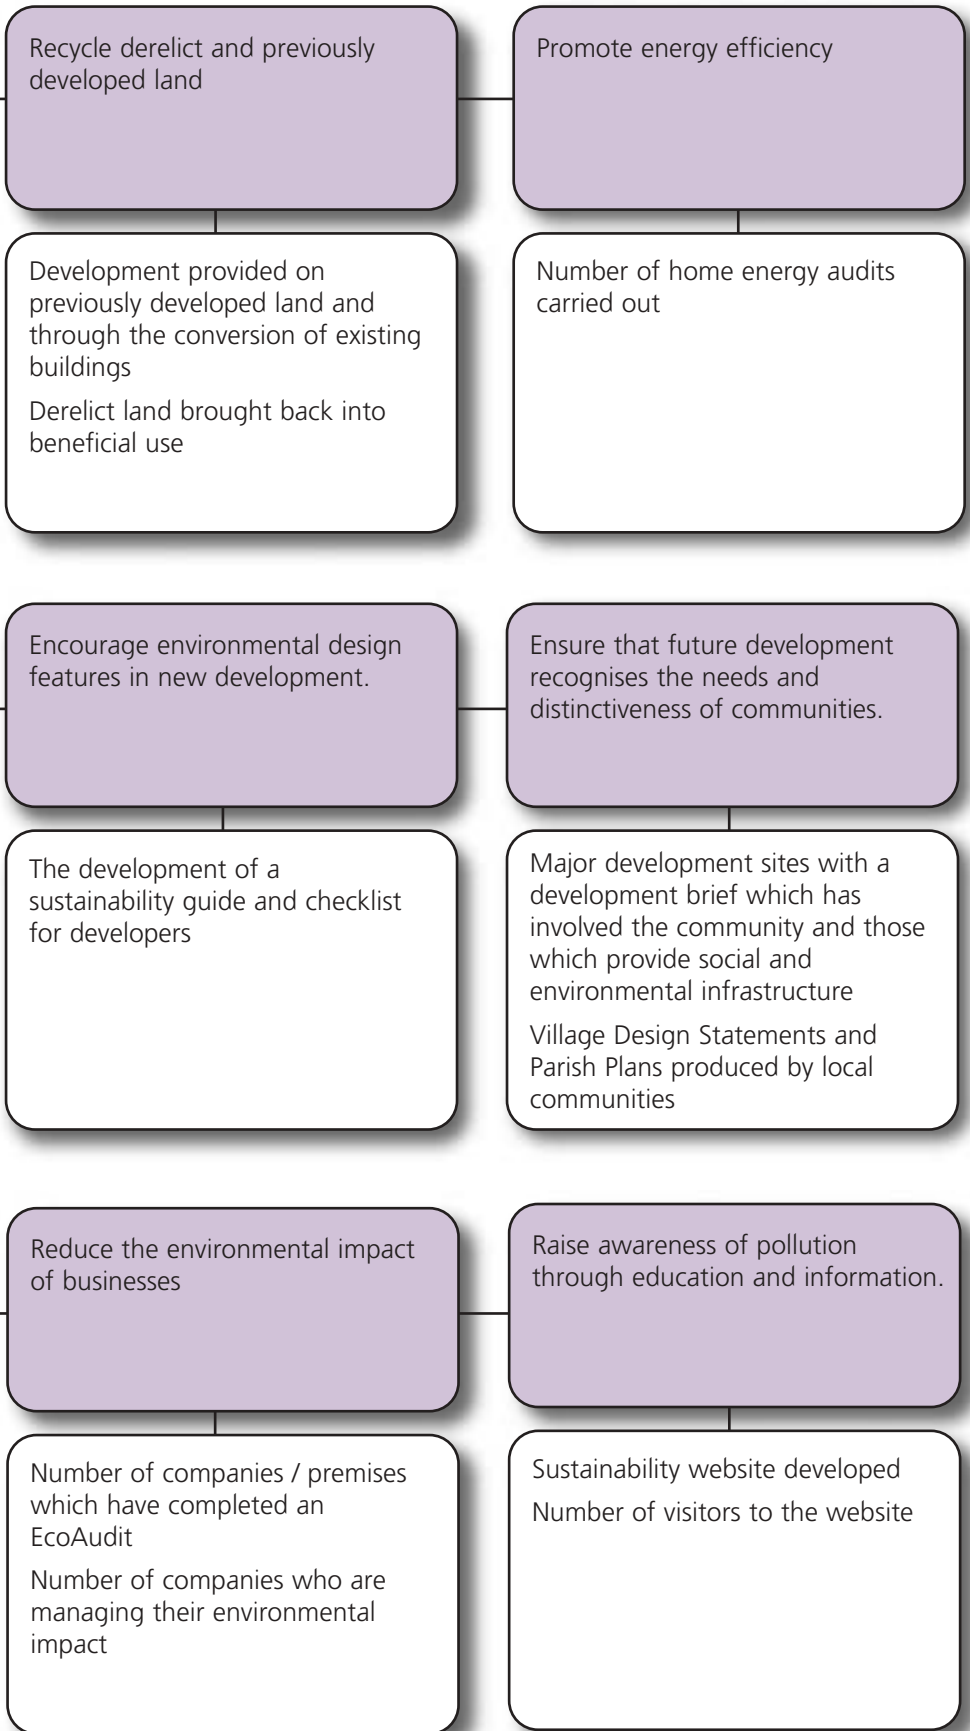 Recycle derelict and previously
developed land
Promote energy efficiency
Development provided on
previously developed land and
through the conversion of existing
buildings
Derelict land brought back into
beneficial use
Number of home energy audits
carried out
Encourage environmental design
features in new development.
Ensure that future development
recognises the needs and
distinctiveness of communities.
The development of a
sustainability guide and checklist
for developers
Major development sites with a
development brief which has
involved the community and those
which provide social and
environmental infrastructure
Village Design Statements and
Parish Plans produced by local
communities
Reduce the environmental impact
of businesses
Raise awareness of pollution
through education and information.
Number of companies / premises
which have completed an
EcoAudit
Number of companies who are
managing their environmental
impact
Sustainability website developed
Number of visitors to the website